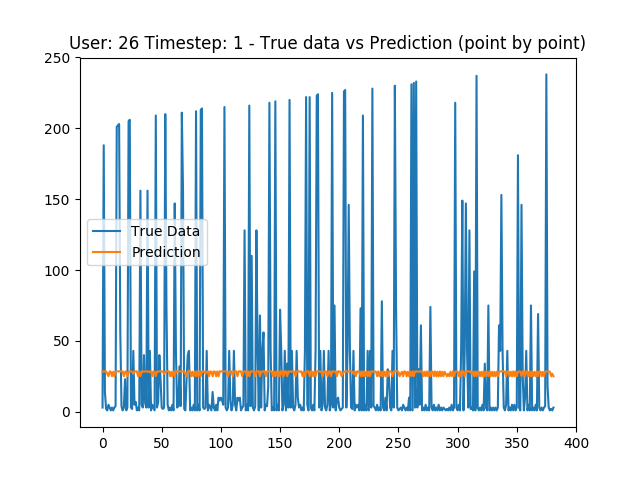 User: 26 Timestep: 1 - True data vs Prediction (point by point)
250
200
150
100
50
0
True Data
Prediction
0 50 100 150 200 250 300 350 400